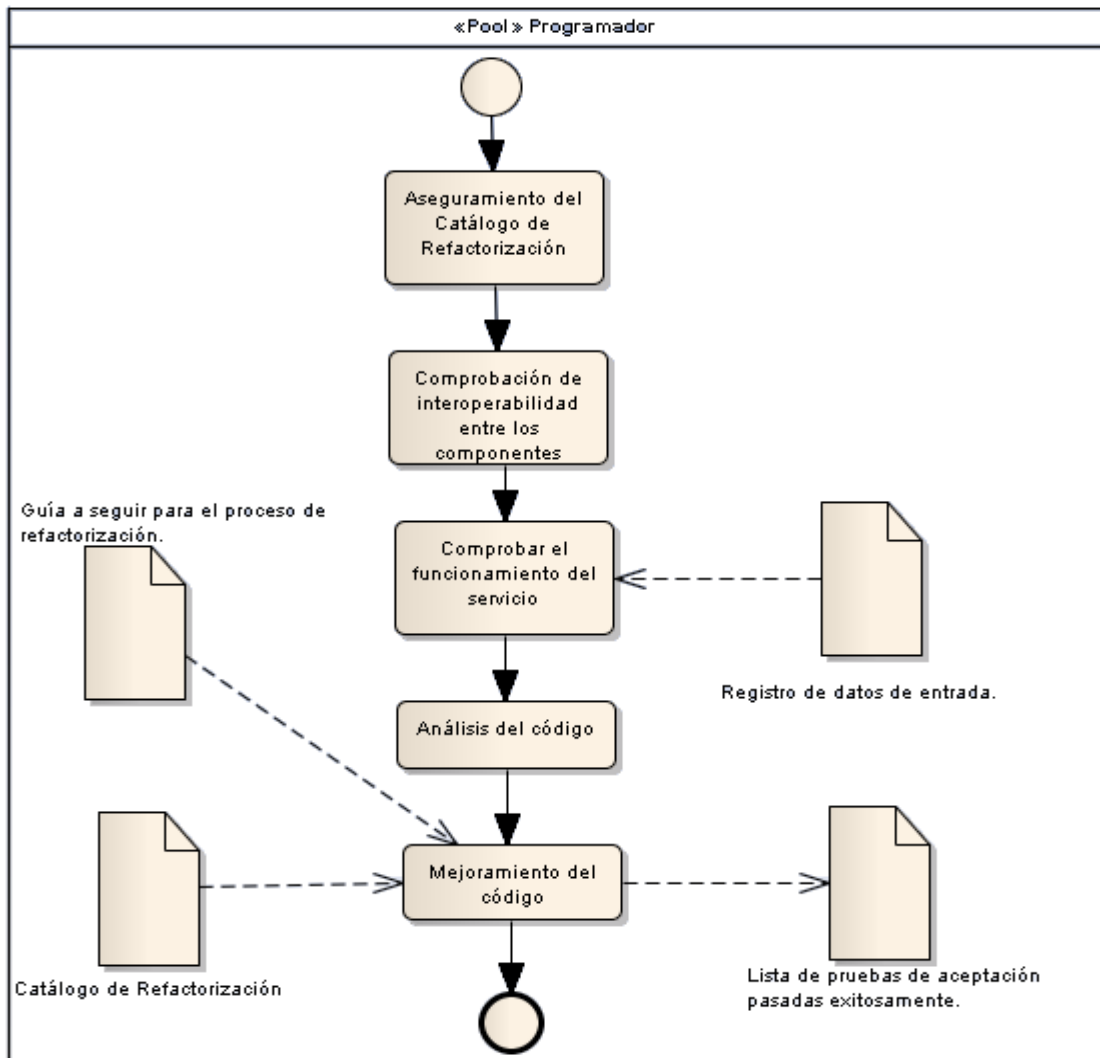 «Pool» Programador
Aseguramiento del
Catálogo de
Refactorización
Comprobación de
interoperabilidad
entre los
componentes
Guía a seguir para el proceso de
refactorización.
Comprobar el
funcionamiento del
servicio
Registro de datos de entrada.
Análisis del código
Mejoramiento del
código
Catálogo de Refactorización
Lista de pruebas de aceptación
pasadas exitosamente.